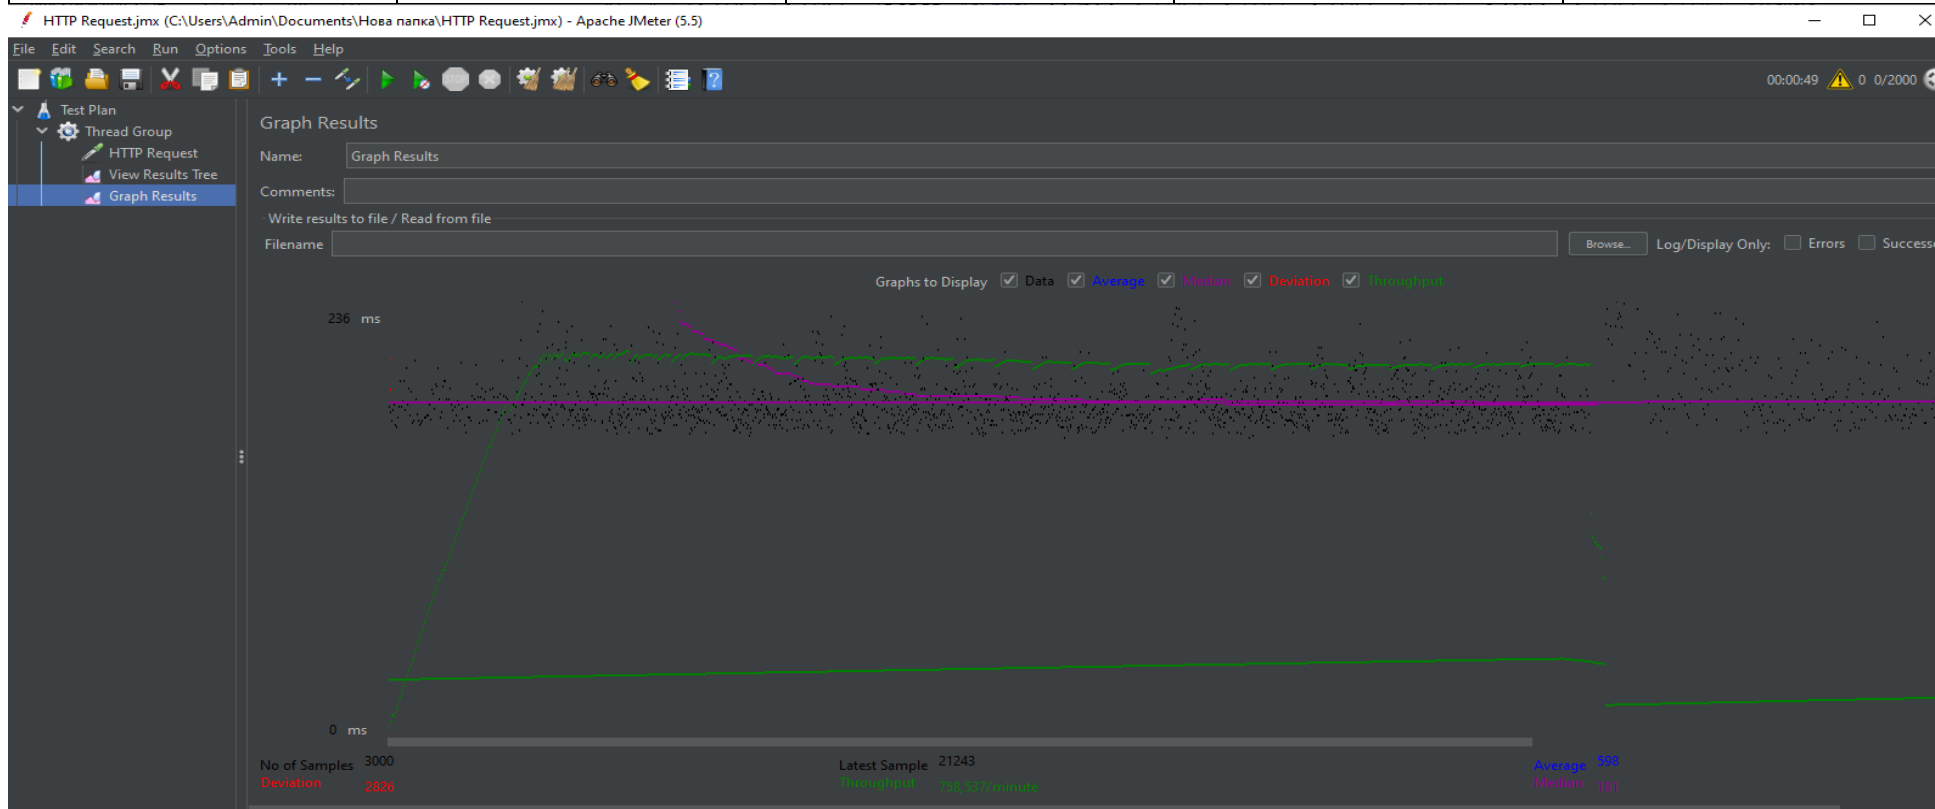 HTTP Request.jmx (C:\Users\Admin\Documents\Нова папка\HTTP Request.jmx) - Apache JMeter (5.5)
File Edit Search Run Options Tools Help
STOP
00:00:49 0 0/2000
Test Plan
Thread Group
HTTP Request
View Results Tree
Graph Results
Graph Results
Name: Graph Results
Comments:
Write results to file / Read from file
Filename Browse... Log/Display Only: Errors Success
Graphs to Display Data Average Median Deviation Throughput
236 ms
0 ms
No of Samples 3000 Latest Sample 21243 Average 598
Deviation 2826 Throughput 758,537/minute Median